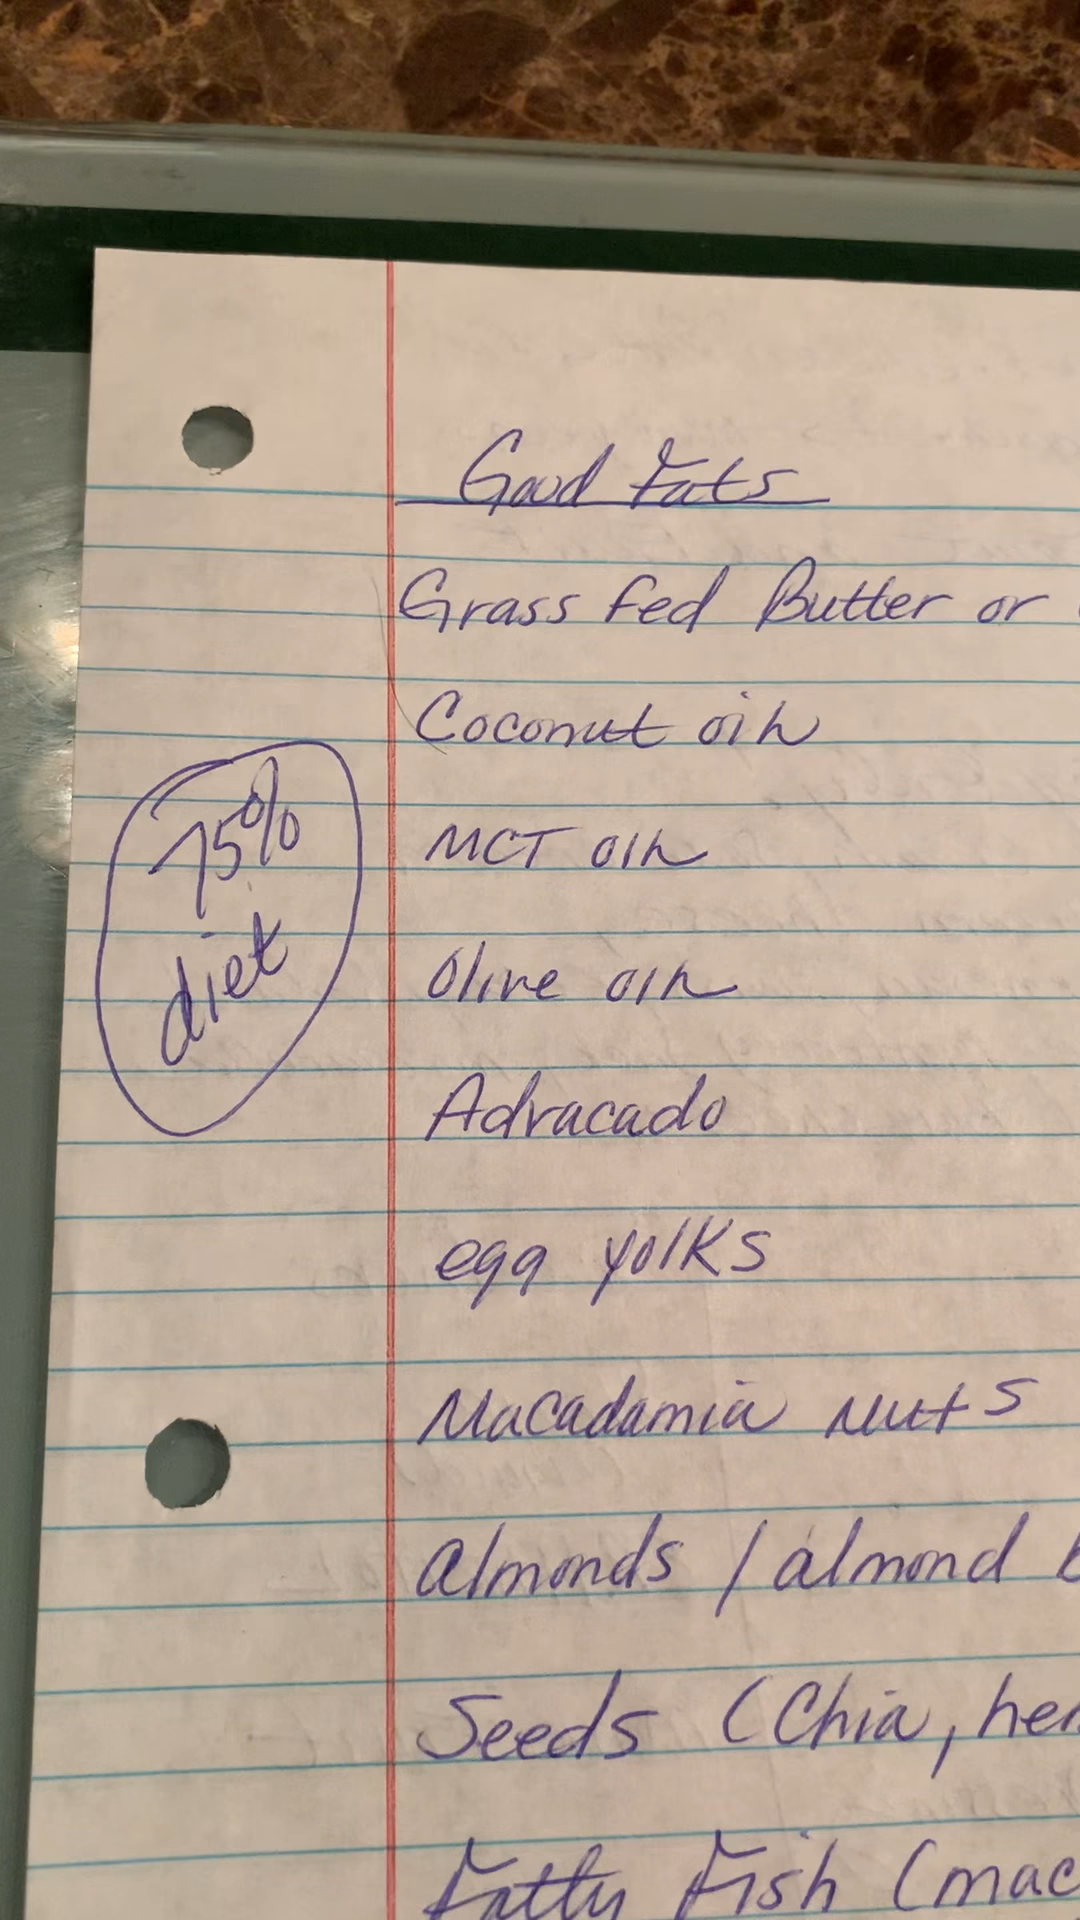 Good Fats
Grass Fed Butter or
Coconut oil
75%
diet
MCT oil
Olive oil
Advacado
egg yolks
Macadamia Nuts
almonds / almond
Seeds (Chia,
Fatty Fish (mac